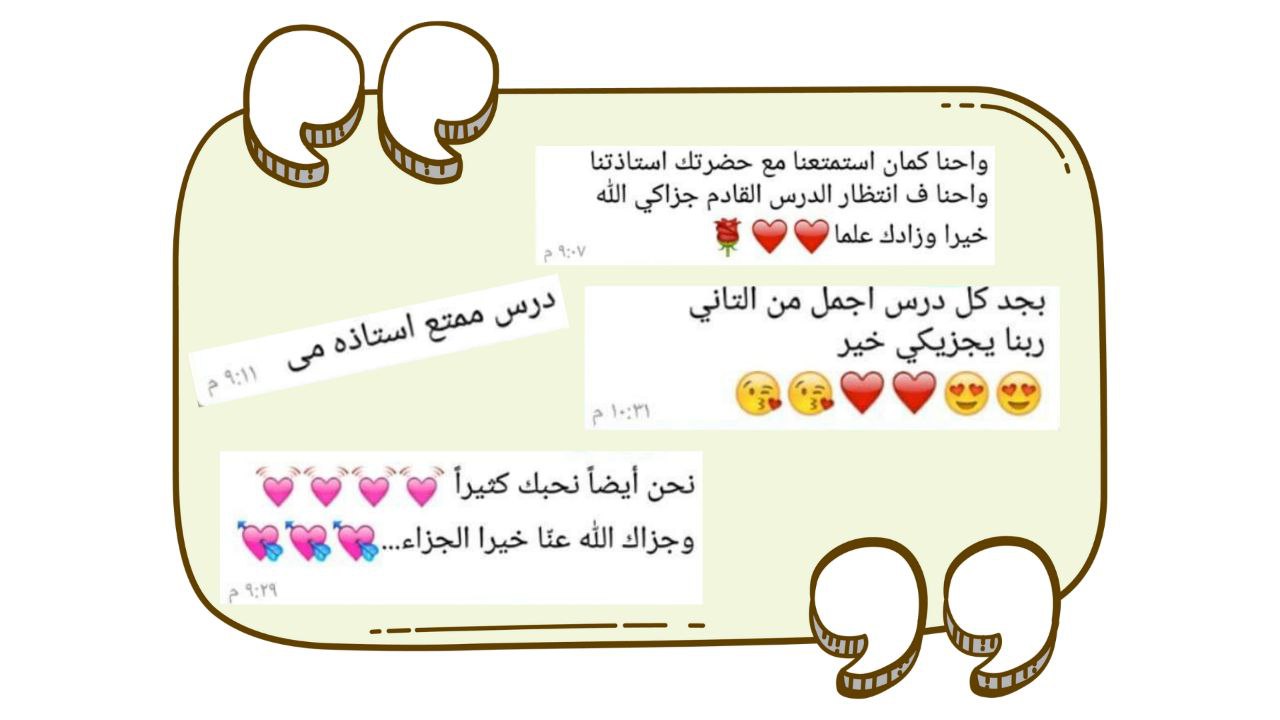 واحنا كمان استمتعنا مع حضرتك استاذتنا
واحنا ف انتظار الدرس القادم جزاكي الله
خيرا وزادك علما❤️❤️🌹
٩:٠٧ م
بجد كل درس اجمل من التاني
ربنا يجزيكي خير
😍😍❤️❤️😘😘
١٠:٣١ م
درس ممتع استاذه مى
٩:١١ م
نحن أيضاً نحبك كثيراً 💓💓💓💓
وجزاك الله عنّا خيرا الجزاء...💘💘💘
٩:٢٩ م